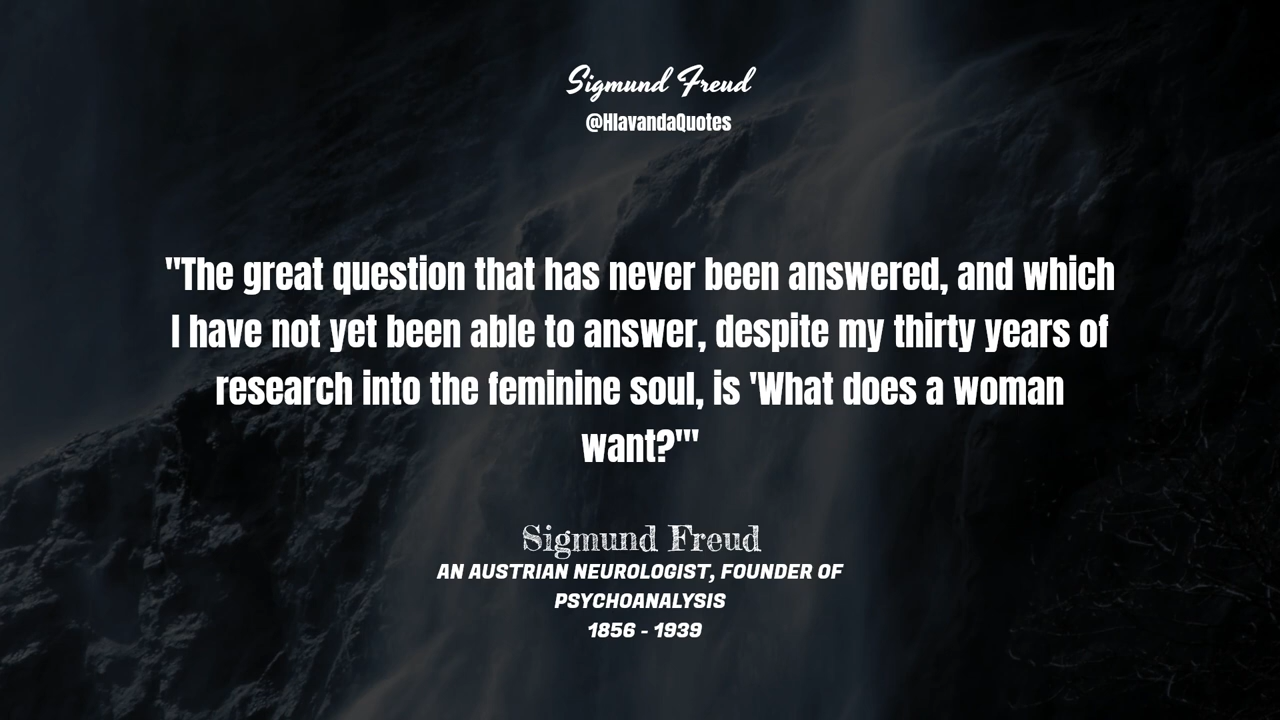 Sigmund Freud
@HlavandaQuotes
"The great question that has never been answered, and which
I have not yet been able to answer, despite my thirty years of
research into the feminine soul, is 'What does a woman
want?'"
Sigmund Freud
AN AUSTRIAN NEUROLOGIST, FOUNDER OF
PSYCHOANALYSIS
1856 - 1939